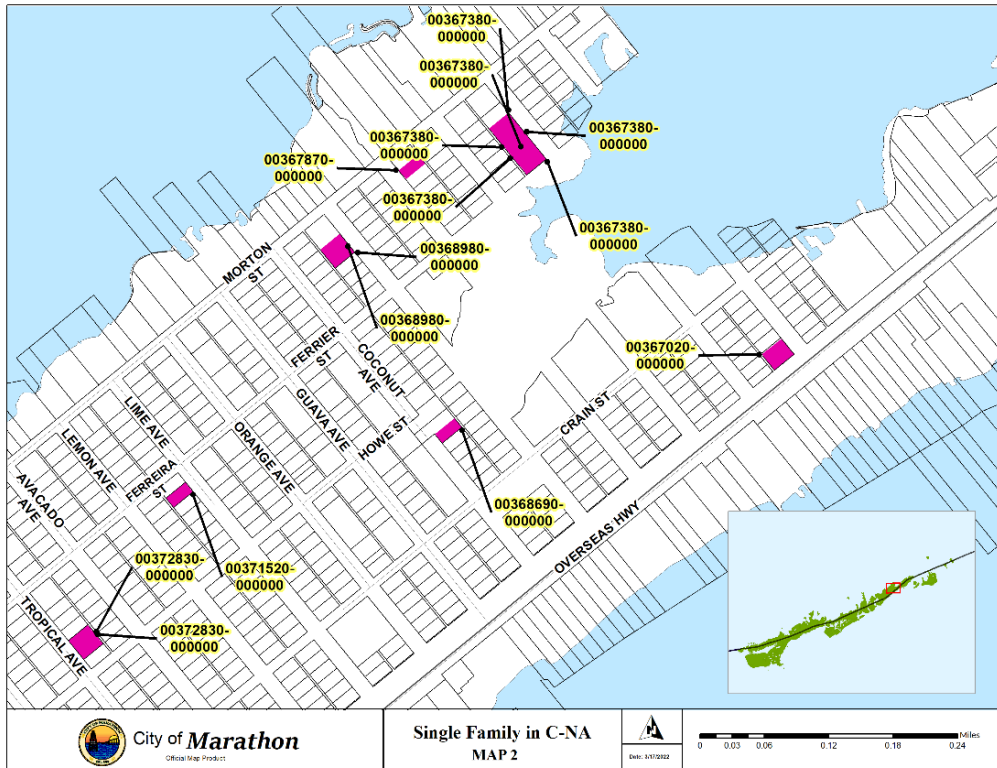 00367380-
000000
00367380-
000000
00367380-
000000
00367380-
000000
00367870-
000000
00367380-
000000
00367380-
000000
00368980-
000000
00368980-
000000
00367020-
000000
00368690-
000000
00371520-
000000
00372830-
000000
00372830-
000000
MORTON
ST
FERRIER
ST
COCONUT
AVE
GUAVA AVE
HOWE ST
CRAIN ST
LIME AVE
ORANGE AVE
LEMON AVE
FERREIRA
ST
AVACADO
AVE
TROPICAL AVE
OVERSEAS HWY
City of Marathon
Official Map Product
Single Family in C-NA
MAP 2
Date: 3/17/2022
Miles
0 0.03 0.06 0.12 0.18 0.24